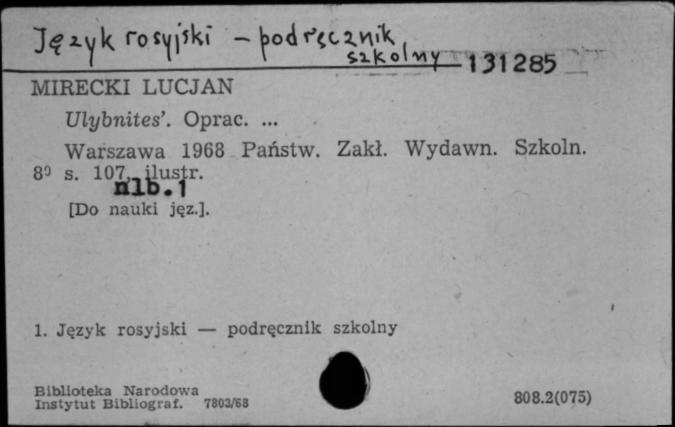 Język rosyjski - podręcznik
szkolny 131285
MIRECKI LUCJAN
Ulybnites'. Oprac. ...
Warszawa 1968 Państw. Zakł. Wydawn. Szkoln.
8⁰ s. 107, ilustr.
nlb.1
[Do nauki jęz.].
1. Język rosyjski — podręcznik szkolny
Biblioteka Narodowa
Instytut Bibliograf. 7803/68
808.2(075)